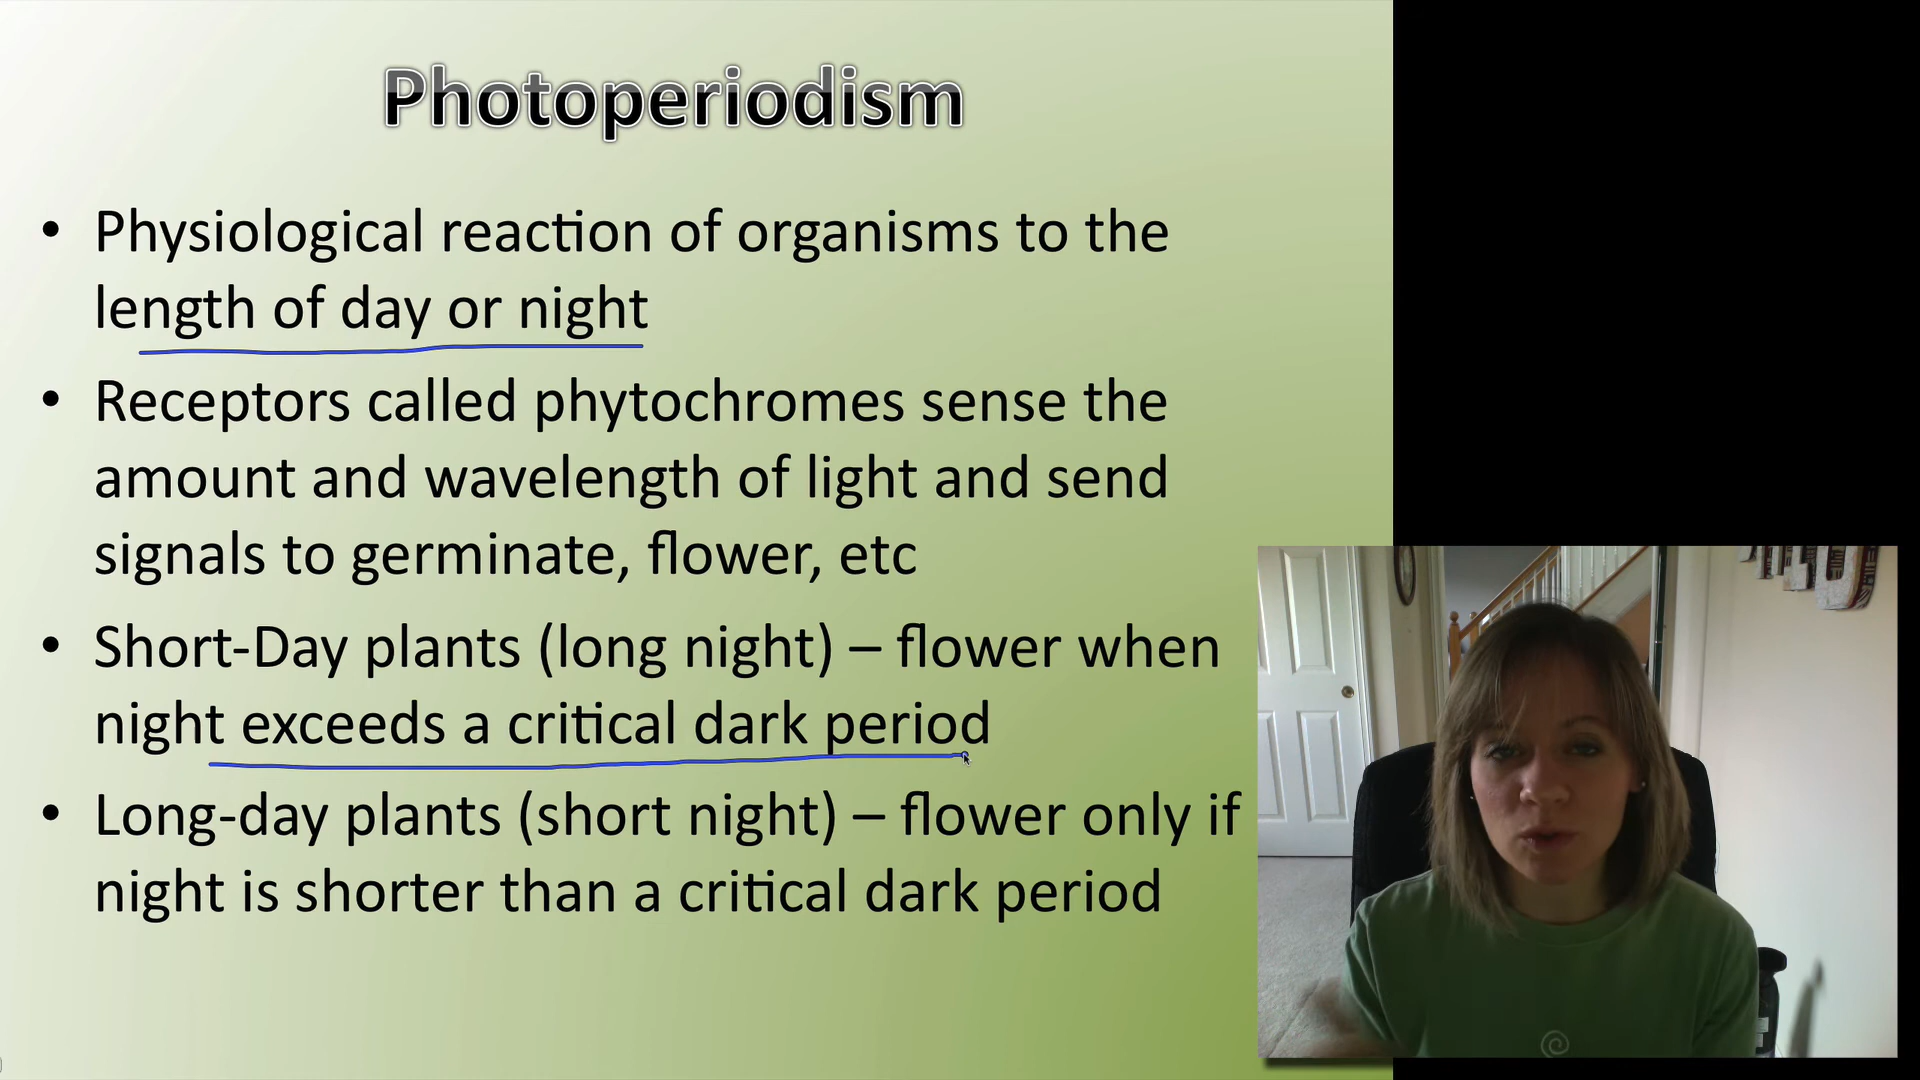 Photoperiodism
• Physiological reaction of organisms to the
length of day or night
• Receptors called phytochromes sense the
amount and wavelength of light and send
signals to germinate, flower, etc
• Short-Day plants (long night) – flower when
night exceeds a critical dark period
• Long-day plants (short night) – flower only if
night is shorter than a critical dark period